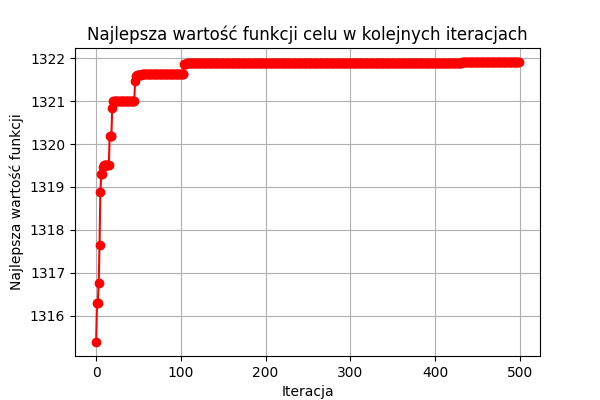 Najlepsza wartość funkcji celu w kolejnych iteracjach
1322
1321
1320
1319
1318
1317
1316
Najlepsza wartość funkcji
0 100 200 300 400 500
Iteracja